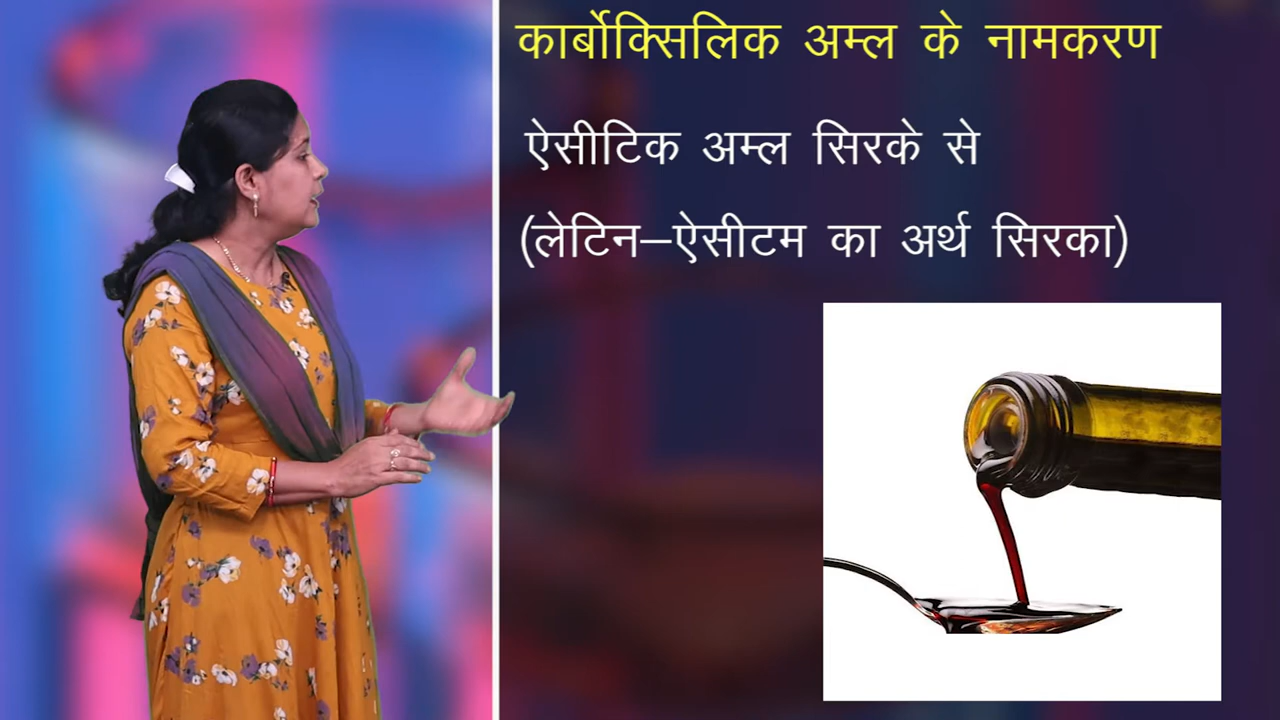 कार्बोक्सिलिक अम्ल के नामकरण
ऐसीटिक अम्ल सिरके से
(लेटिन–ऐसीटम का अर्थ सिरका)